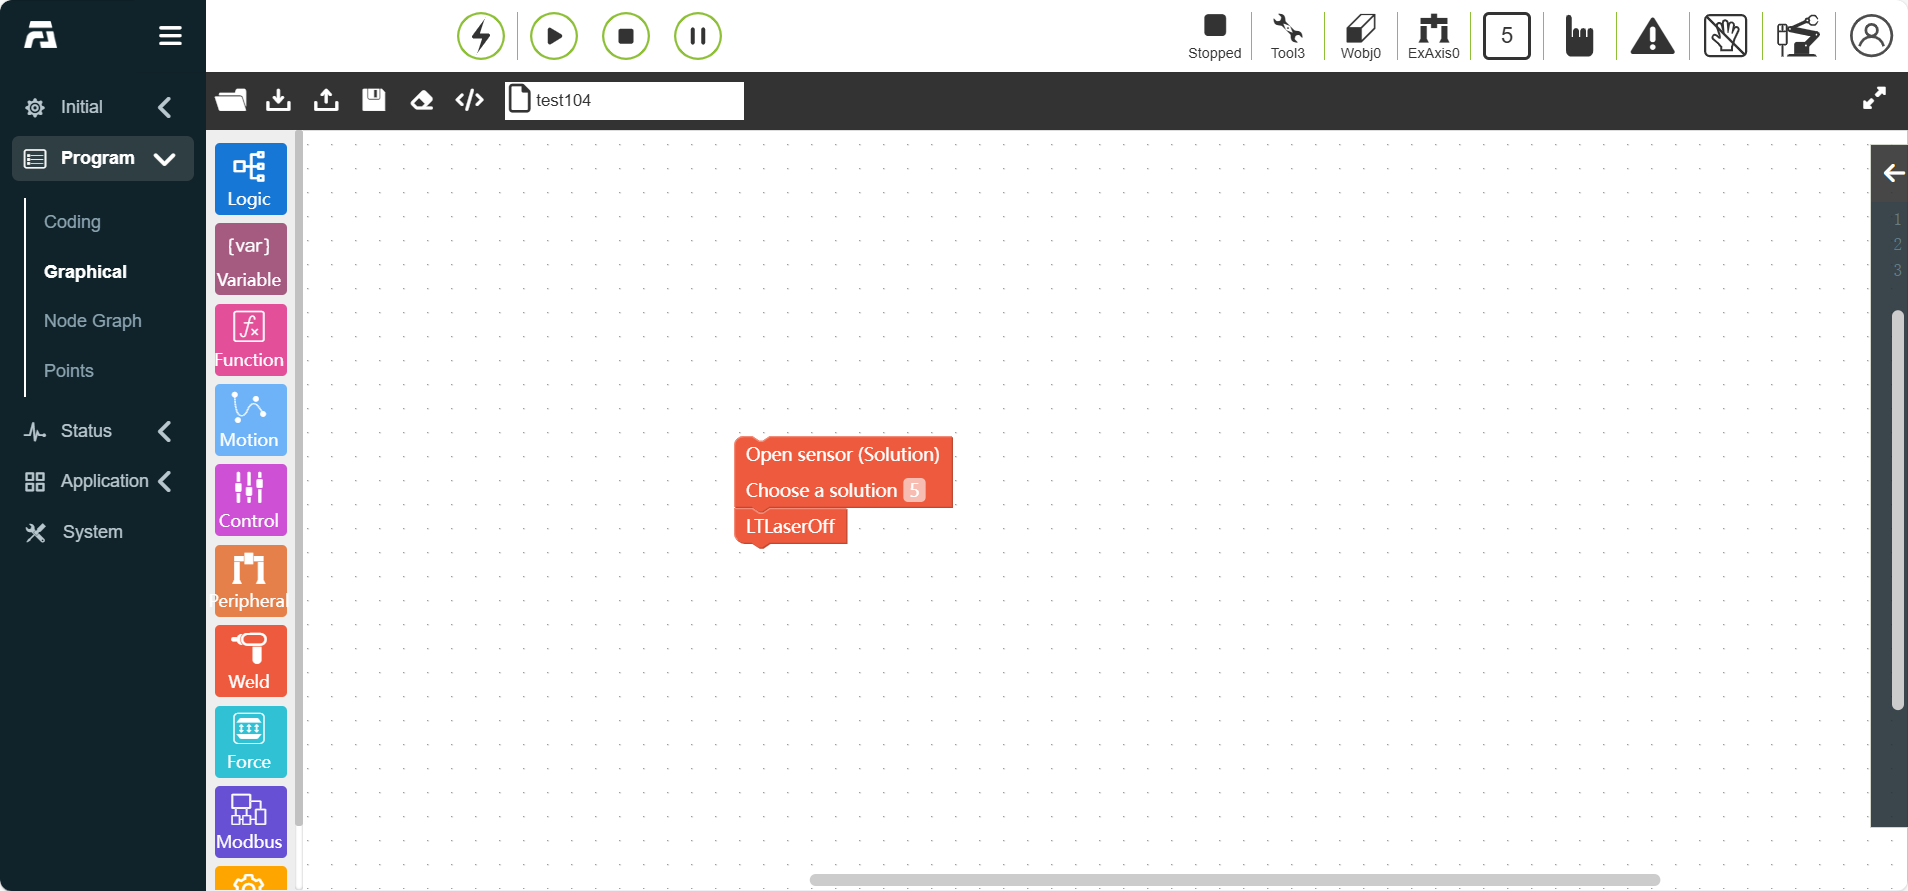 Stopped
Tool3
Wobj0
ExAxis0
5
Initial
Program
Coding
Graphical
Node Graph
Points
Status
Application
System
</>
test104
Logic
{var}
Variable
fx
Function
Motion
Control
Peripheral
Weld
Force
Modbus
Open sensor (Solution)
Choose a solution 5
LTLaserOff
1
2
3